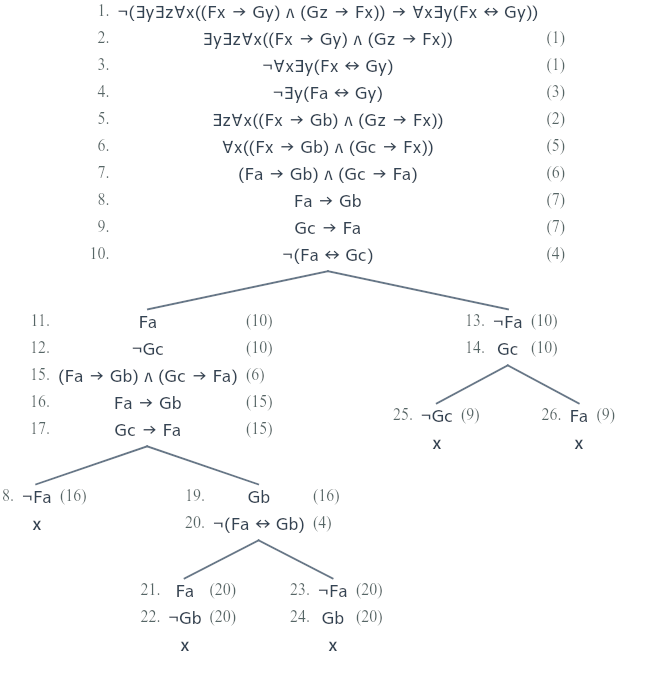 1. ¬(∃y∃z∀x((Fx → Gy) ∧ (Gz → Fx)) → ∀x∃y(Fx ↔ Gy))
2. ∃y∃z∀x((Fx → Gy) ∧ (Gz → Fx)) (1)
3. ¬∀x∃y(Fx ↔ Gy) (1)
4. ¬∃y(Fa ↔ Gy) (3)
5. ∃z∀x((Fx → Gb) ∧ (Gz → Fx)) (2)
6. ∀x((Fx → Gb) ∧ (Gc → Fx)) (5)
7. (Fa → Gb) ∧ (Gc → Fa) (6)
8. Fa → Gb (7)
9. Gc → Fa (7)
10. ¬(Fa ↔ Gc) (4)
11. Fa (10) 13. ¬Fa (10)
12. ¬Gc (10) 14. Gc (10)
15. (Fa → Gb) ∧ (Gc → Fa) (6)
16. Fa → Gb (15) 25. ¬Gc (9) 26. Fa (9)
17. Gc → Fa (15) x x
8. ¬Fa (16) 19. Gb (16)
x 20. ¬(Fa ↔ Gb) (4)
21. Fa (20) 23. ¬Fa (20)
22. ¬Gb (20) 24. Gb (20)
x x